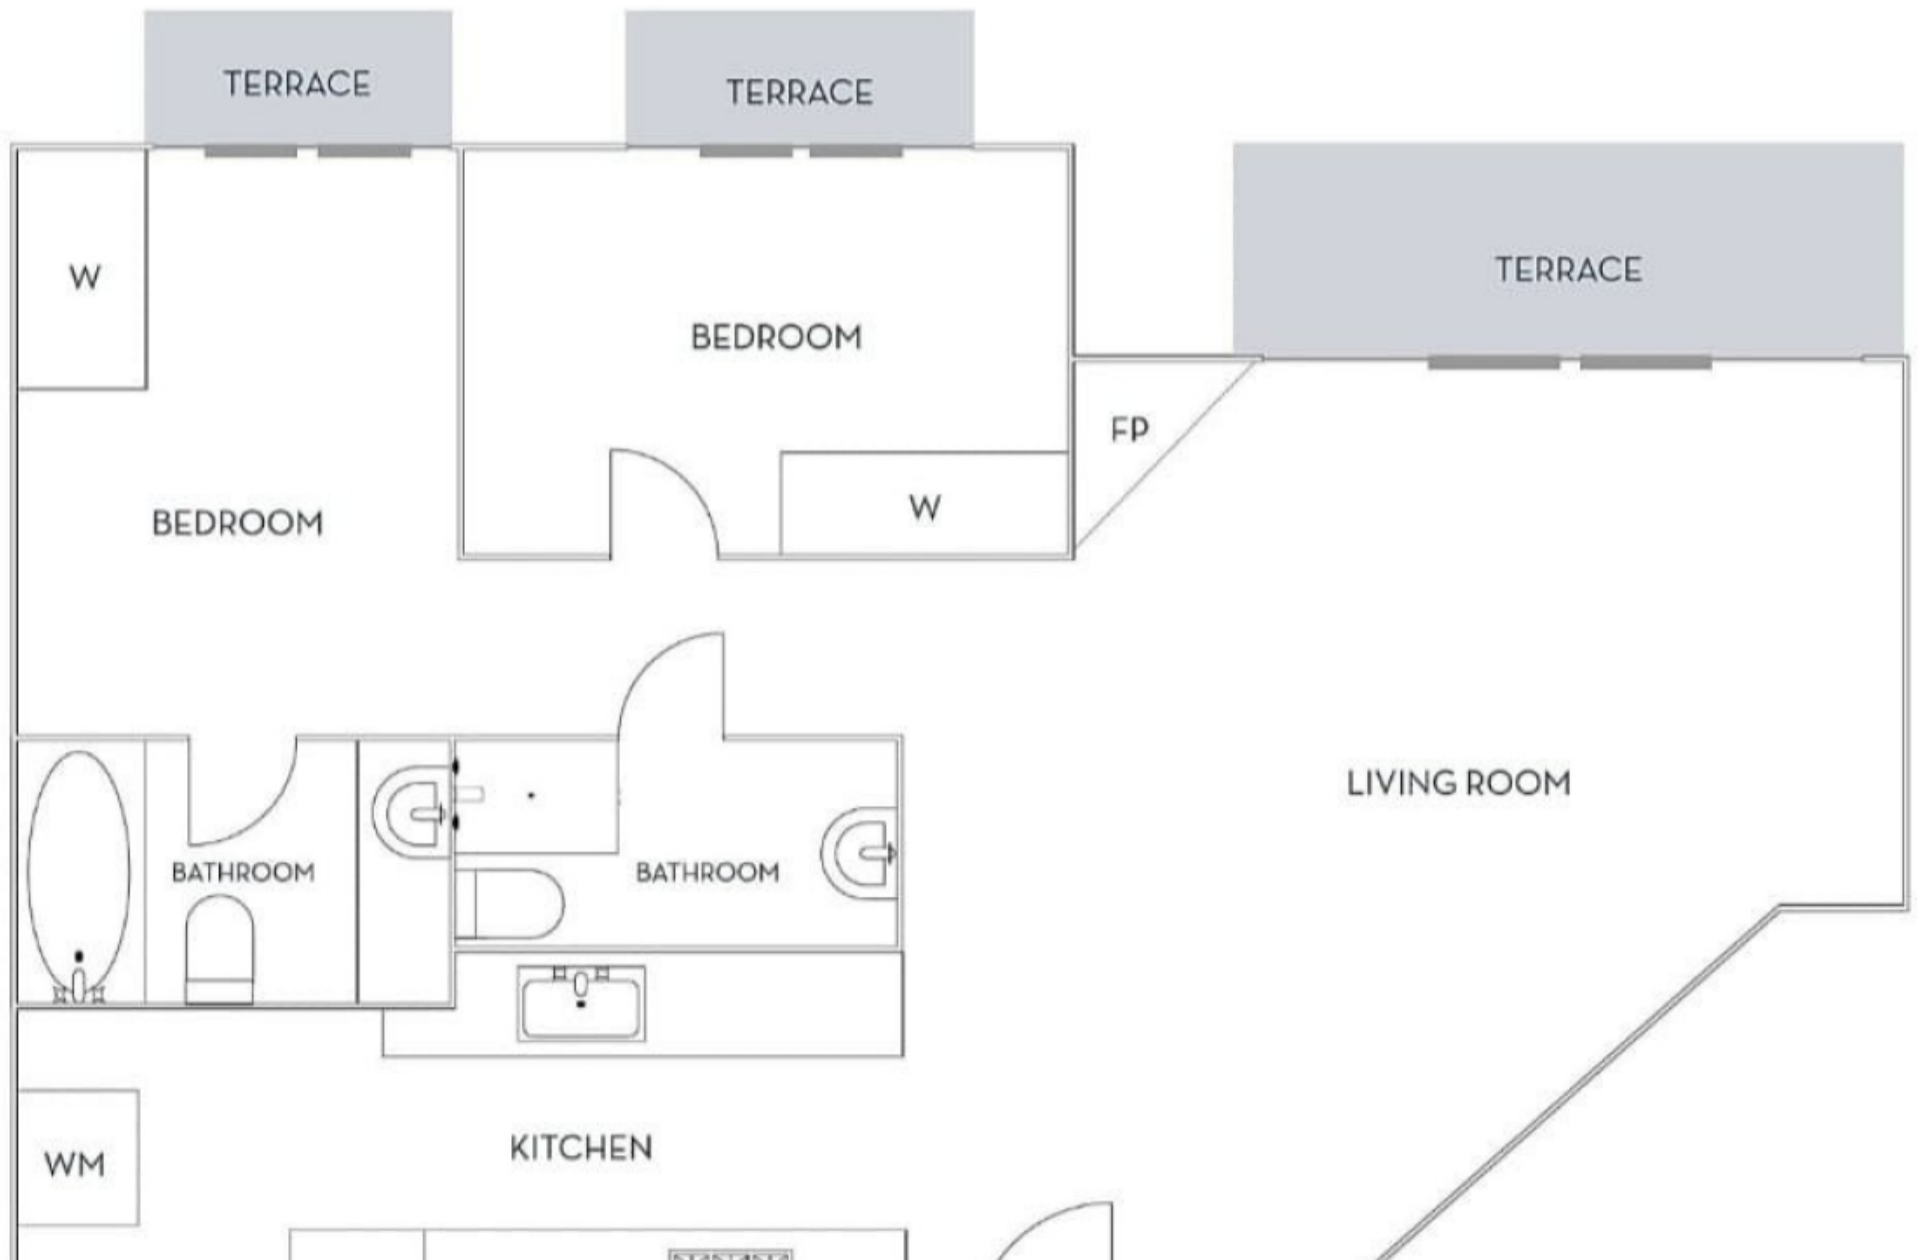 TERRACE
TERRACE
TERRACE
W
BEDROOM
FP
W
BEDROOM
LIVING ROOM
BATHROOM
BATHROOM
KITCHEN
WM